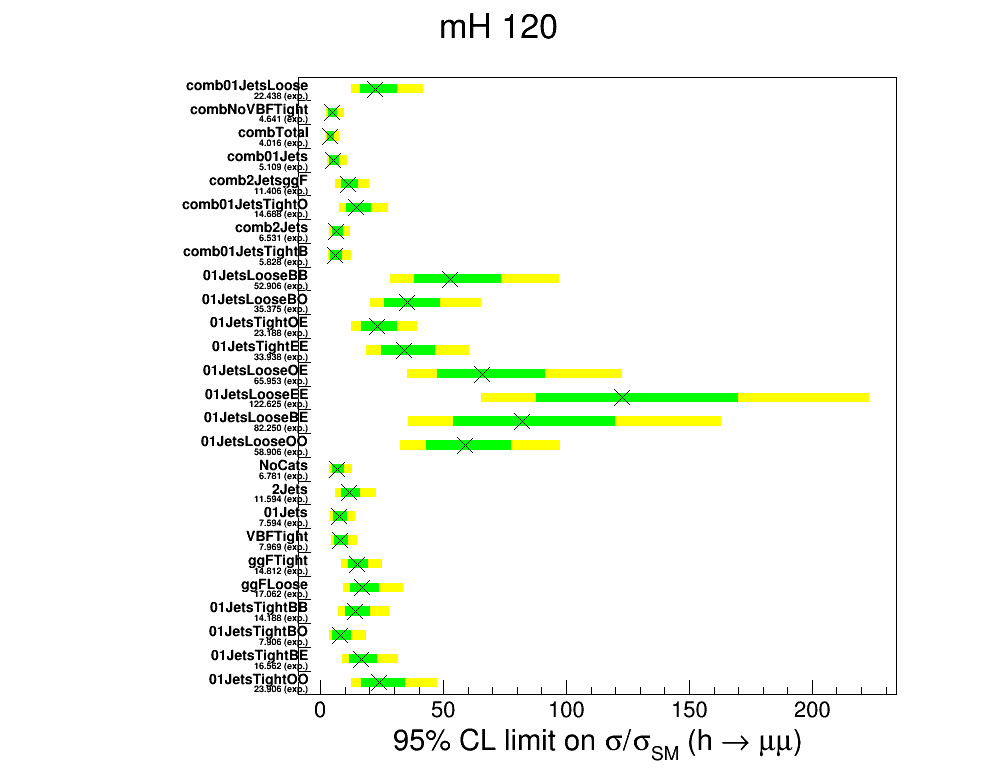 mH 120
comb01JetsLoose
22.438 (exp.)
combNoVBFTight
4.641 (exp.)
combTotal
4.016 (exp.)
comb01Jets
5.109 (exp.)
comb2JetsggF
11.406 (exp.)
comb01JetsTightO
14.688 (exp.)
comb2Jets
6.531 (exp.)
comb01JetsTightB
5.828 (exp.)
01JetsLooseBB
52.906 (exp.)
01JetsLooseBO
35.375 (exp.)
01JetsTightOE
23.188 (exp.)
01JetsTightEE
33.938 (exp.)
01JetsLooseOE
65.953 (exp.)
01JetsLooseEE
122.625 (exp.)
01JetsLooseBE
82.250 (exp.)
01JetsLooseOO
58.906 (exp.)
NoCats
6.781 (exp.)
2Jets
11.594 (exp.)
01Jets
7.594 (exp.)
VBFTight
7.969 (exp.)
ggFTight
14.812 (exp.)
ggFLoose
17.062 (exp.)
01JetsTightBB
14.188 (exp.)
01JetsTightBO
7.906 (exp.)
01JetsTightBE
16.562 (exp.)
01JetsTightOO
23.906 (exp.)
0 50 100 150 200
95% CL limit on σ/σ_SM (h → μμ)